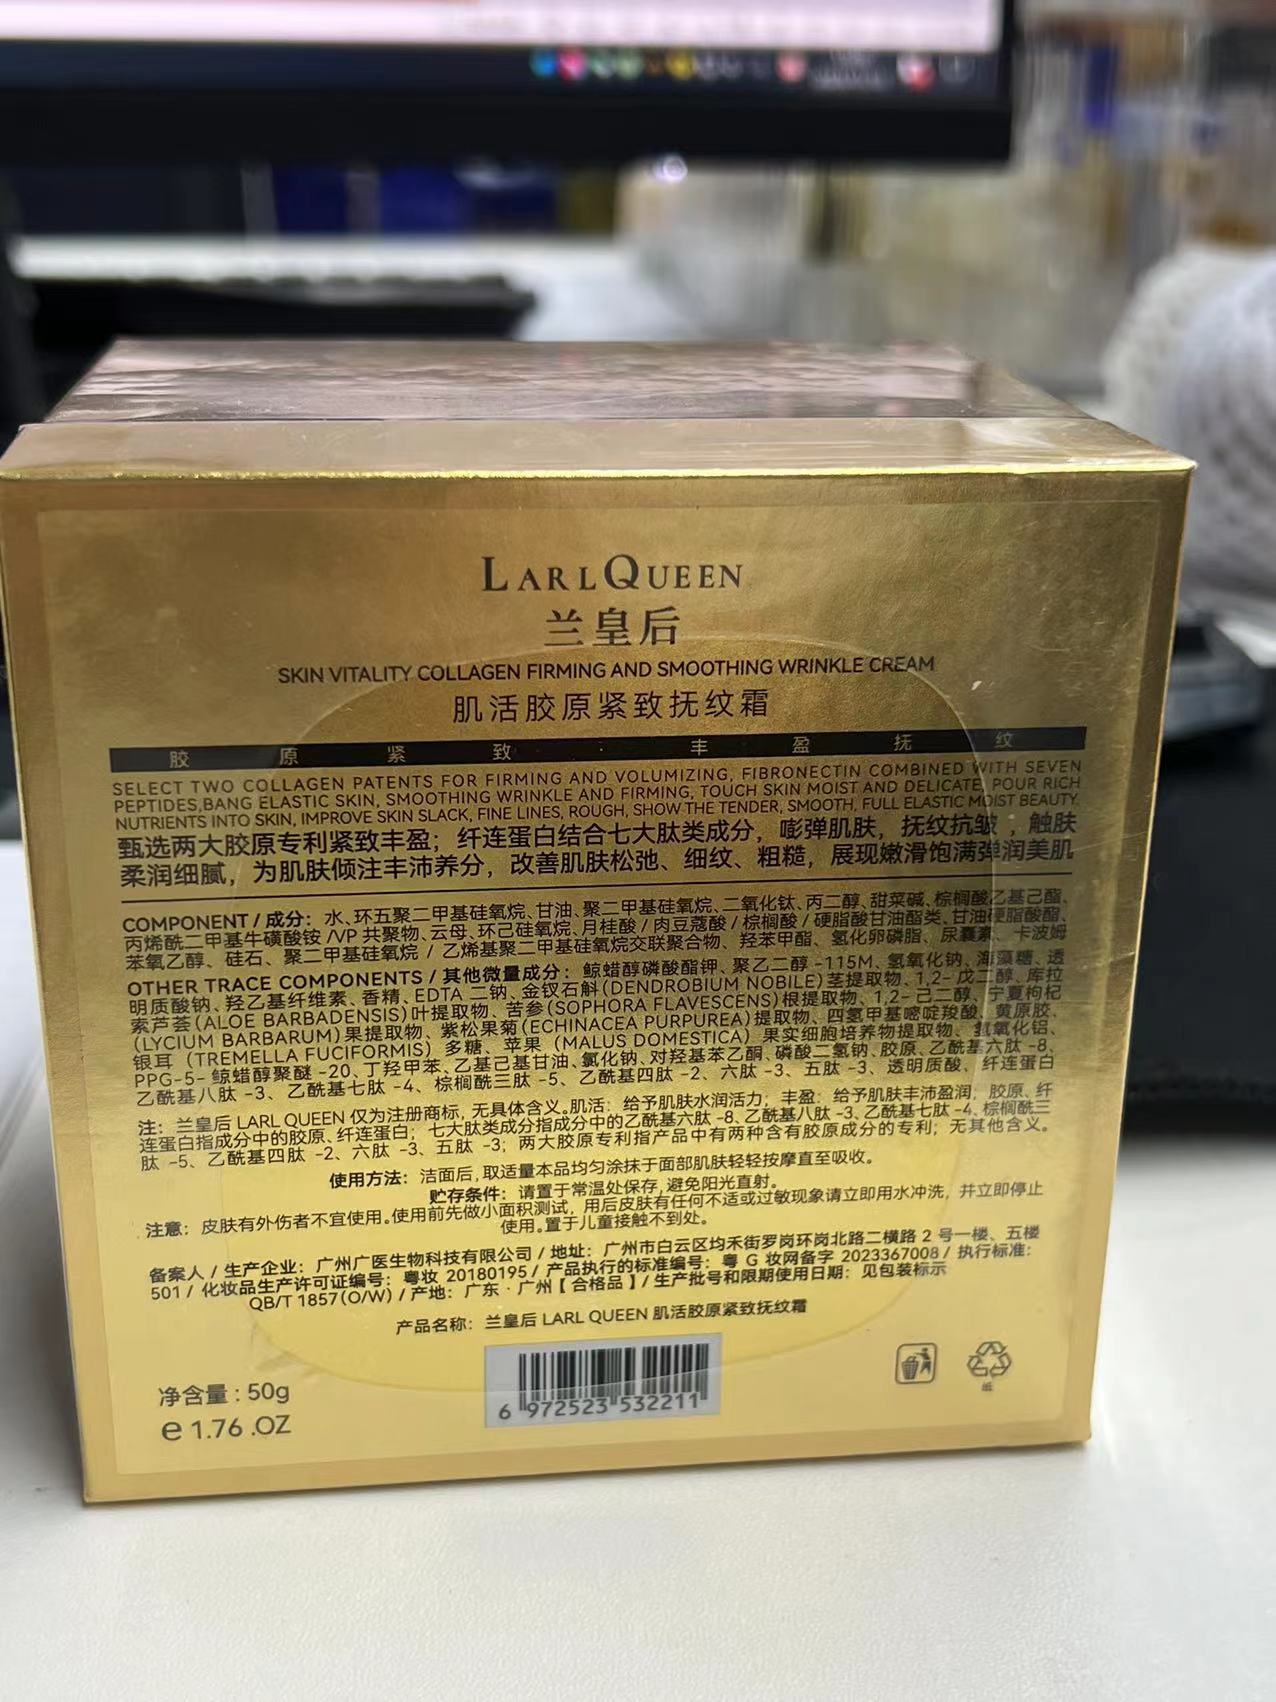 LARLQUEEN
兰皇后
SKIN VITALITY COLLAGEN FIRMING AND SMOOTHING WRINKLE CREAM
肌活胶原紧致抚纹霜
胶 原 紧 致 · 丰 盈 抚 纹
SELECT TWO COLLAGEN PATENTS FOR FIRMING AND VOLUMIZING, FIBRONECTIN COMBINED WITH SEVEN
PEPTIDES,BANG ELASTIC SKIN, SMOOTHING WRINKLE AND FIRMING, TOUCH SKIN MOIST AND DELICATE, POUR RICH
NUTRIENTS INTO SKIN, IMPROVE SKIN SLACK, FINE LINES, ROUGH, SHOW THE TENDER, SMOOTH, FULL ELASTIC MOIST BEAUTY.
甄选两大胶原专利紧致丰盈；纤连蛋白结合七大肽类成分，嘭弹肌肤，抚纹抗皱，触肤
柔润细腻，为肌肤倾注丰沛养分，改善肌肤松弛、细纹、粗糙，展现嫩滑饱满弹润美肌
COMPONENT / 成分：水、环五聚二甲基硅氧烷、甘油、聚二甲基硅氧烷、二氧化钛、丙二醇、甜菜碱、棕榈酸乙基己酯、
丙烯酰二甲基牛磺酸铵 /VP 共聚物、云母、环己硅氧烷、月桂酸 / 肉豆蔻酸 / 棕榈酸 / 硬脂酸甘油酯类、甘油硬脂酸酯、
苯氧乙醇、硅石、聚二甲基硅氧烷 / 乙烯基聚二甲基硅氧烷交联聚合物、羟苯甲酯、氢化卵磷脂、尿囊素、卡波姆
OTHER TRACE COMPONENTS / 其他微量成分：鲸蜡醇磷酸酯钾、聚乙二醇 -115M、氢氧化钠、海藻糖、透
明质酸钠、羟乙基纤维素、香精、EDTA 二钠、金钗石斛(DENDROBIUM NOBILE)茎提取物、1,2- 戊二醇、库拉
索芦荟(ALOE BARBADENSIS)叶提取物、苦参(SOPHORA FLAVESCENS)根提取物、1,2- 己二醇、宁夏枸杞
(LYCIUM BARBARUM)果提取物、紫松果菊(ECHINACEA PURPUREA)提取物、四氢甲基嘧啶羧酸、黄原胶、
银耳（TREMELLA FUCIFORMIS）多糖、苹果（MALUS DOMESTICA）果实细胞培养物提取物、氢氧化铝、
PPG-5- 鲸蜡醇聚醚 -20、丁羟甲苯、乙基己基甘油、氯化钠、对羟基苯乙酮、磷酸二氢钠、胶原、乙酰基六肽 -8、
乙酰基八肽 -3、乙酰基七肽 -4、棕榈酰三肽 -5、乙酰基四肽 -2、六肽 -3、五肽 -3、透明质酸、纤连蛋白
注：兰皇后 LARL QUEEN 仅为注册商标，无具体含义。肌活：给予肌肤水润活力；丰盈：给予肌肤丰沛盈润；胶原、纤
连蛋白指成分中的胶原、纤连蛋白；七大肽类成分指成分中的乙酰基六肽 -8、乙酰基八肽 -3、乙酰基七肽 -4、棕榈酰三
肽 -5、乙酰基四肽 -2、六肽 -3、五肽 -3；两大胶原专利指产品中有两种含有胶原成分的专利；无其他含义。
使用方法：洁面后，取适量本品均匀涂抹于面部肌肤轻轻按摩直至吸收。
贮存条件：请置于常温处保存，避免阳光直射。
注意：皮肤有外伤者不宜使用。使用前先做小面积测试，用后皮肤有任何不适或过敏现象请立即用水冲洗，并立即停止
使用。置于儿童接触不到处。
备案人 / 生产企业：广州广医生物科技有限公司 / 地址：广州市白云区均禾街罗岗环岗北路二横路 2 号一楼、五楼
501 / 化妆品生产许可证编号：粤妆 20180195 / 产品执行的标准编号：粤 G 妆网备字 2023367008 / 执行标准：
QB/T 1857(O/W) / 产地：广东 · 广州【 合格品 】/ 生产批号和限期使用日期：见包装标示
产品名称：兰皇后 LARL QUEEN 肌活胶原紧致抚纹霜
净含量：50g
e 1.76 .OZ
6 972523 532211
纸